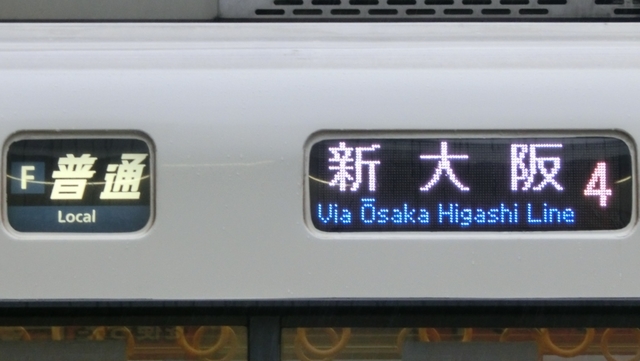 F 普通
Local
新大阪 4
Via Ōsaka Higashi Line